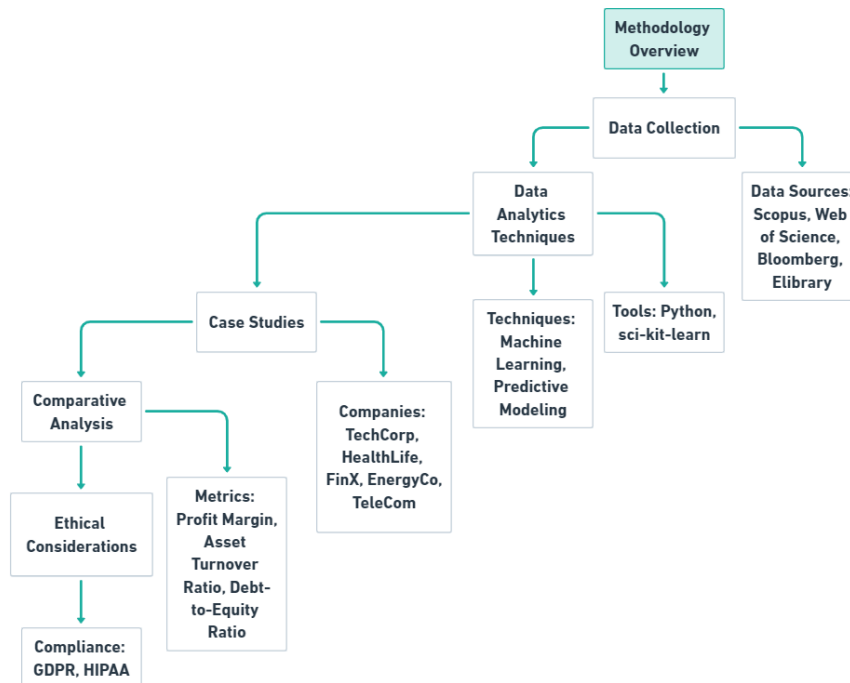 Methodology
Overview
Data Collection
Data
Analytics
Techniques
Data Sources:
Scopus, Web
of Science,
Bloomberg,
Elibrary
Case Studies
Techniques:
Machine
Learning,
Predictive
Modeling
Tools: Python,
sci-kit-learn
Comparative
Analysis
Companies:
TechCorp,
HealthLife,
FinX, EnergyCo,
TeleCom
Ethical
Considerations
Metrics:
Profit Margin,
Asset
Turnover
Ratio, Debt-
to-Equity
Ratio
Compliance:
GDPR, HIPAA